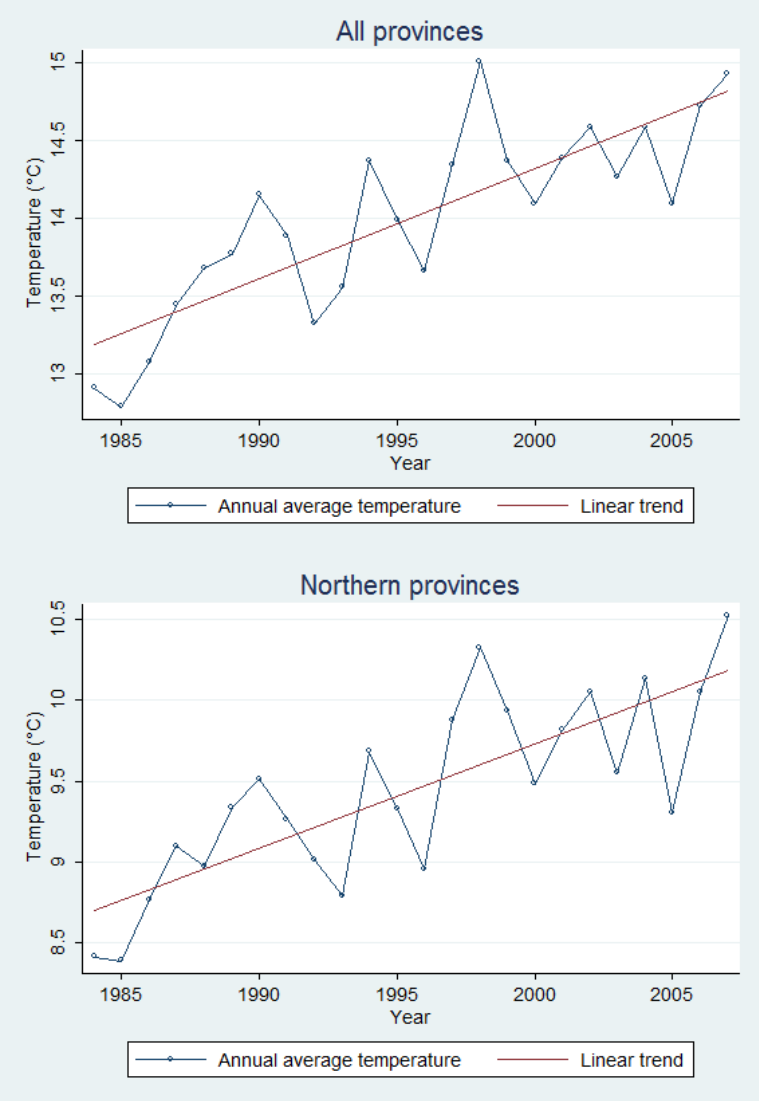 All provinces
15
14.5
14
13.5
13
Temperature (°C)
1985 1990 1995 2000 2005
Year
Annual average temperature Linear trend
Northern provinces
10.5
10
9.5
9
8.5
Temperature (°C)
1985 1990 1995 2000 2005
Year
Annual average temperature Linear trend